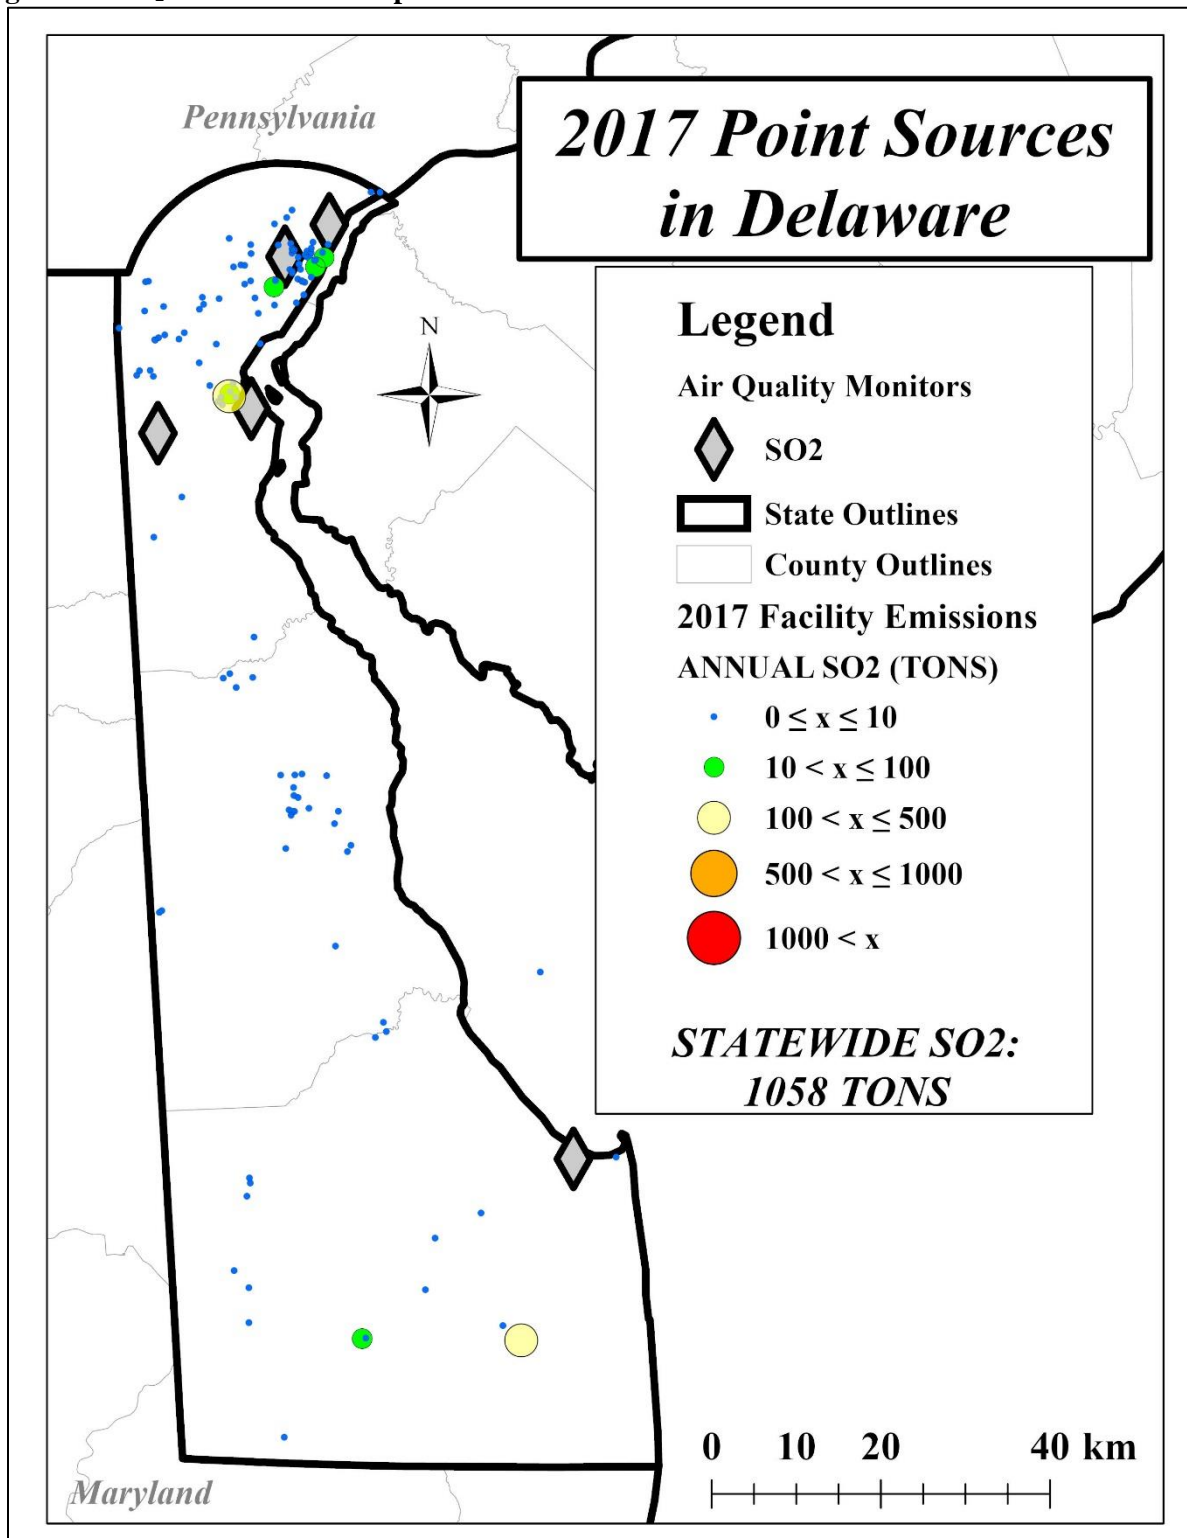 Pennsylvania
2017 Point Sources
in Delaware
N
Legend
Air Quality Monitors
SO2
State Outlines
County Outlines
2017 Facility Emissions
ANNUAL SO2 (TONS)
0 ≤ x ≤ 10
10 < x ≤ 100
100 < x ≤ 500
500 < x ≤ 1000
1000 < x
STATEWIDE SO2:
1058 TONS
0 10 20 40 km
Maryland